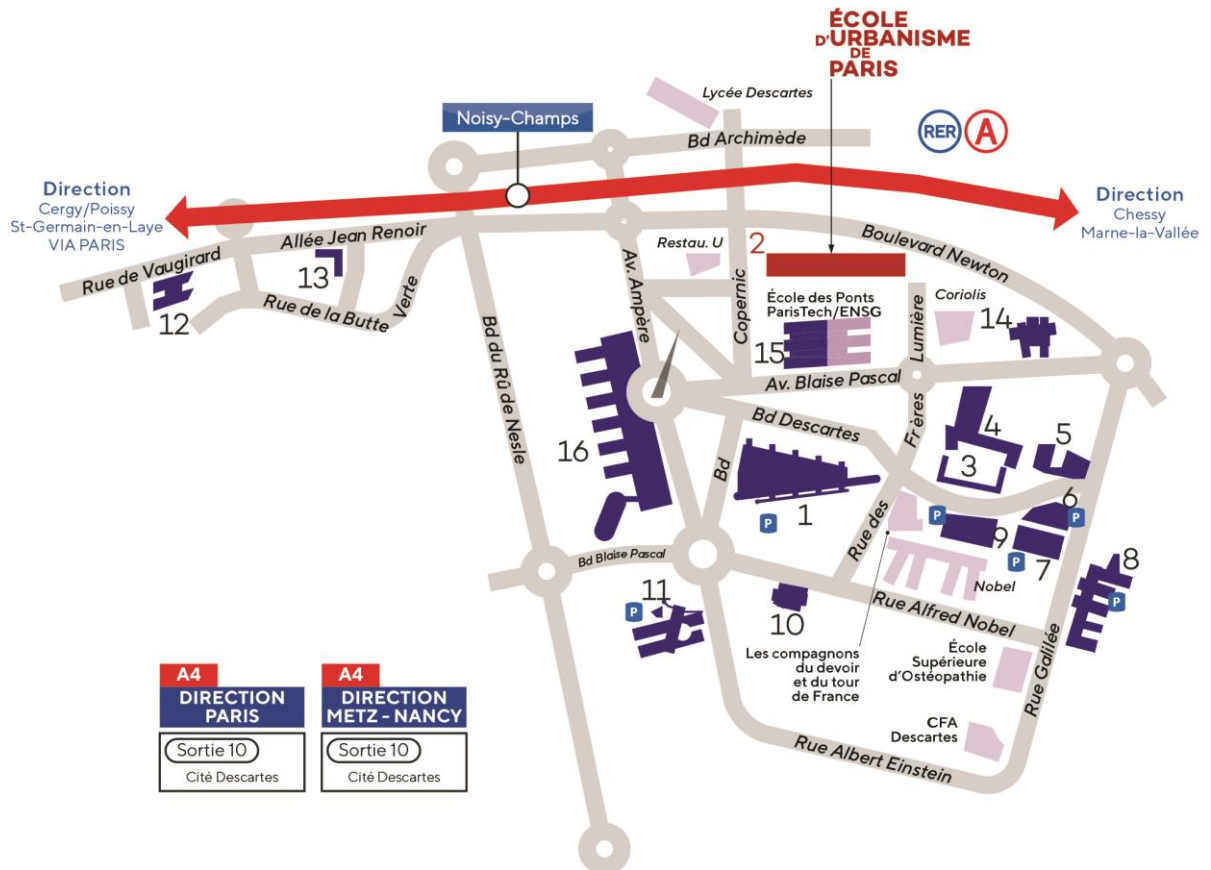 ÉCOLE
D'URBANISME
DE
PARIS
Lycée Descartes
Noisy-Champs
Bd Archimède
RER
A
Direction
Cergy/Poissy
St-Germain-en-Laye
VIA PARIS
Direction
Chessy
Marne-la-Vallée
Allée Jean Renoir
Rue de Vaugirard
13
12
Rue de la Butte
Verte
Av. Ampère
Restau. U
2
Copernic
Boulevard Newton
École des Ponts
ParisTech/ENSG
15
Lumière
Coriolis
14
Bd du Rû de Nesle
Av. Blaise Pascal
16
Bd Descartes
Bd
Frères
4
3
5
1
P
Rue des
P
9
6
P
7
P
8
P
Bd Blaise Pascal
Nobel
P
11
10
Rue Alfred Nobel
Les compagnons
du devoir
et du tour
de France
École
Supérieure
d'Ostéopathie
Rue Galilée
CFA
Descartes
Rue Albert Einstein
A4
DIRECTION
PARIS
Sortie 10
Cité Descartes
A4
DIRECTION
METZ - NANCY
Sortie 10
Cité Descartes